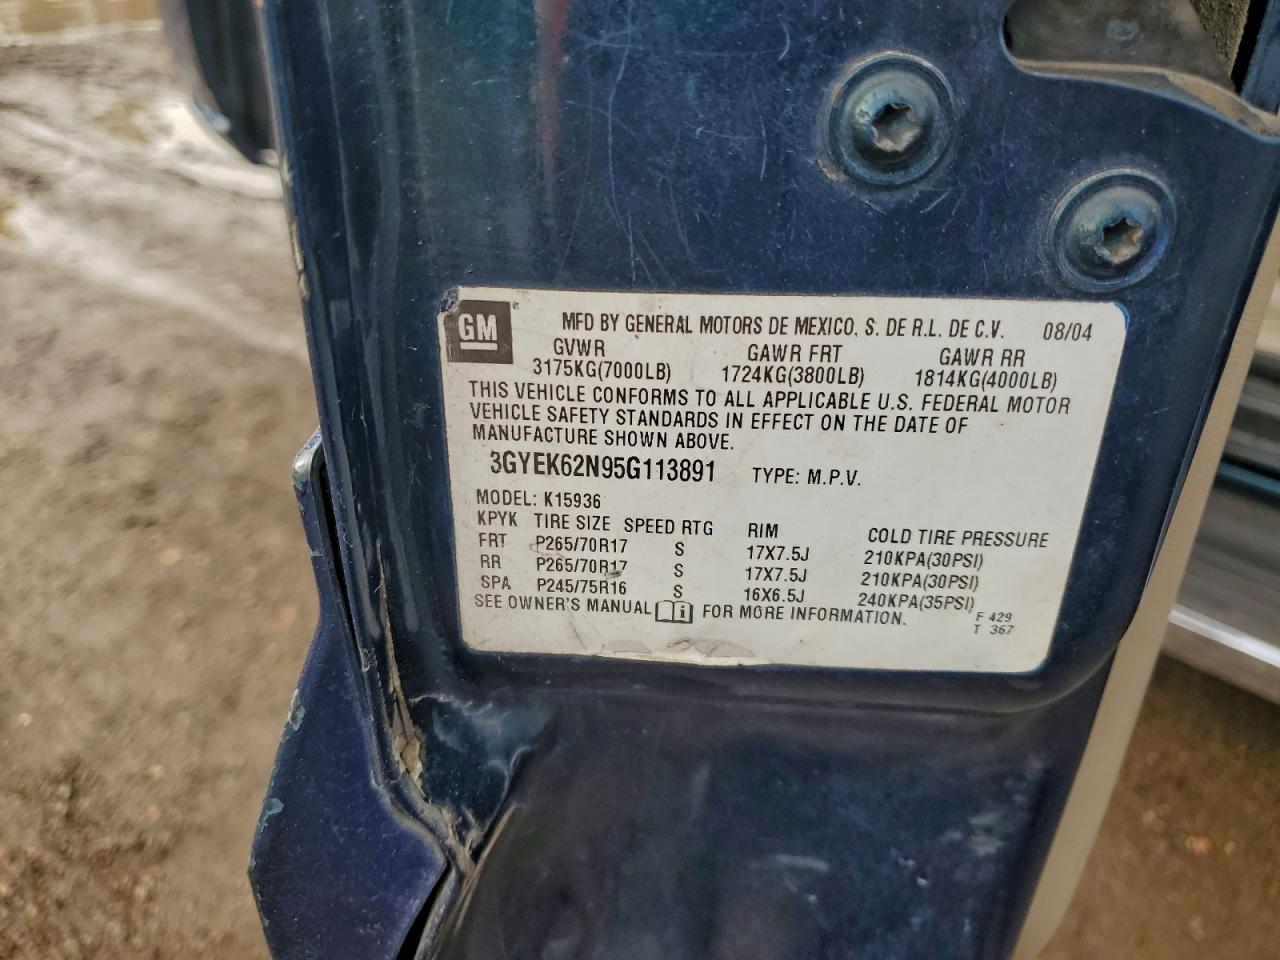 GM
MFD BY GENERAL MOTORS DE MEXICO, S. DE R.L. DE C.V. 08/04
GVWR GAWR FRT GAWR RR
3175KG(7000LB) 1724KG(3800LB) 1814KG(4000LB)
THIS VEHICLE CONFORMS TO ALL APPLICABLE U.S. FEDERAL MOTOR
VEHICLE SAFETY STANDARDS IN EFFECT ON THE DATE OF
MANUFACTURE SHOWN ABOVE.
3GYEK62N95G113891 TYPE: M.P.V.
MODEL: K15936
KPYK TIRE SIZE SPEED RTG RIM COLD TIRE PRESSURE
FRT P265/70R17 S 17X7.5J 210KPA(30PSI)
RR P265/70R17 S 17X7.5J 210KPA(30PSI)
SPA P245/75R16 S 16X6.5J 240KPA(35PSI)
SEE OWNER'S MANUAL i FOR MORE INFORMATION.
F 429
T 367